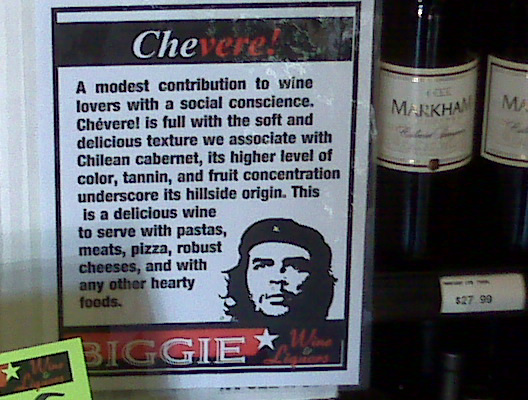 Chevere!
A modest contribution to wine
lovers with a social conscience.
Chévere! is full with the soft and
delicious texture we associate with
Chilean cabernet, its higher level of
color, tannin, and fruit concentration
underscore its hillside origin. This
is a delicious wine
to serve with pastas,
meats, pizza, robust
cheeses, and with
any other hearty
foods.
BIGGIE Wine & Liquors
Wine & Liquors
MARKHAM
MA
$27.99